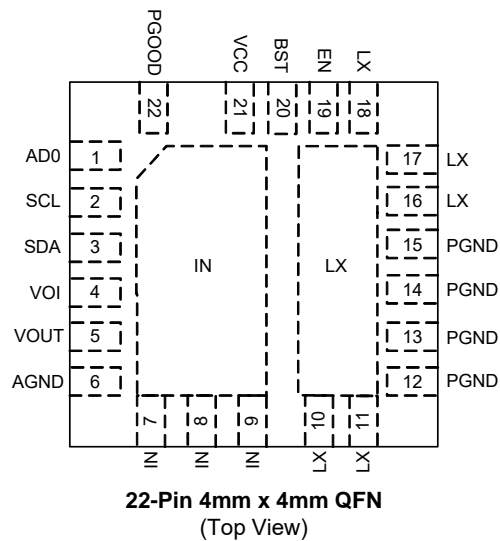 PGOOD VCC BST EN LX
22 21 20 19 18
AD0 1 17 LX
SCL 2 16 LX
SDA 3 15 PGND
IN LX
VOI 4 14 PGND
VOUT 5 13 PGND
AGND 6 12 PGND
7 8 9 10 11
IN IN IN LX LX
22-Pin 4mm x 4mm QFN
(Top View)